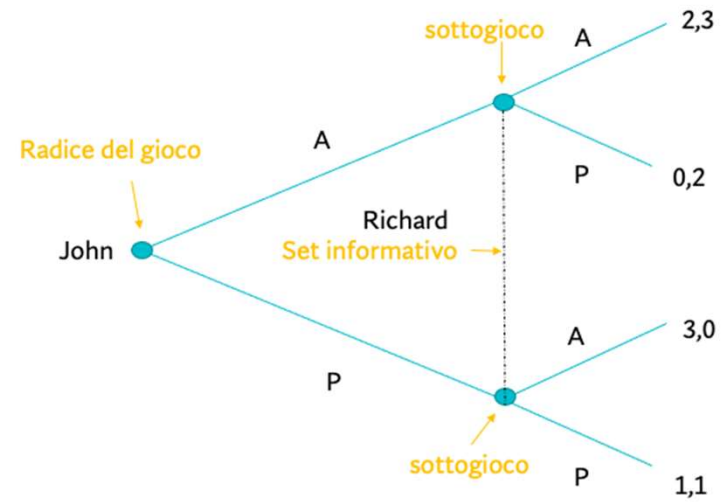 sottogioco
A
2,3
A
Radice del gioco
P
0,2
Richard
John
Set informativo
A
3,0
P
sottogioco
P
1,1